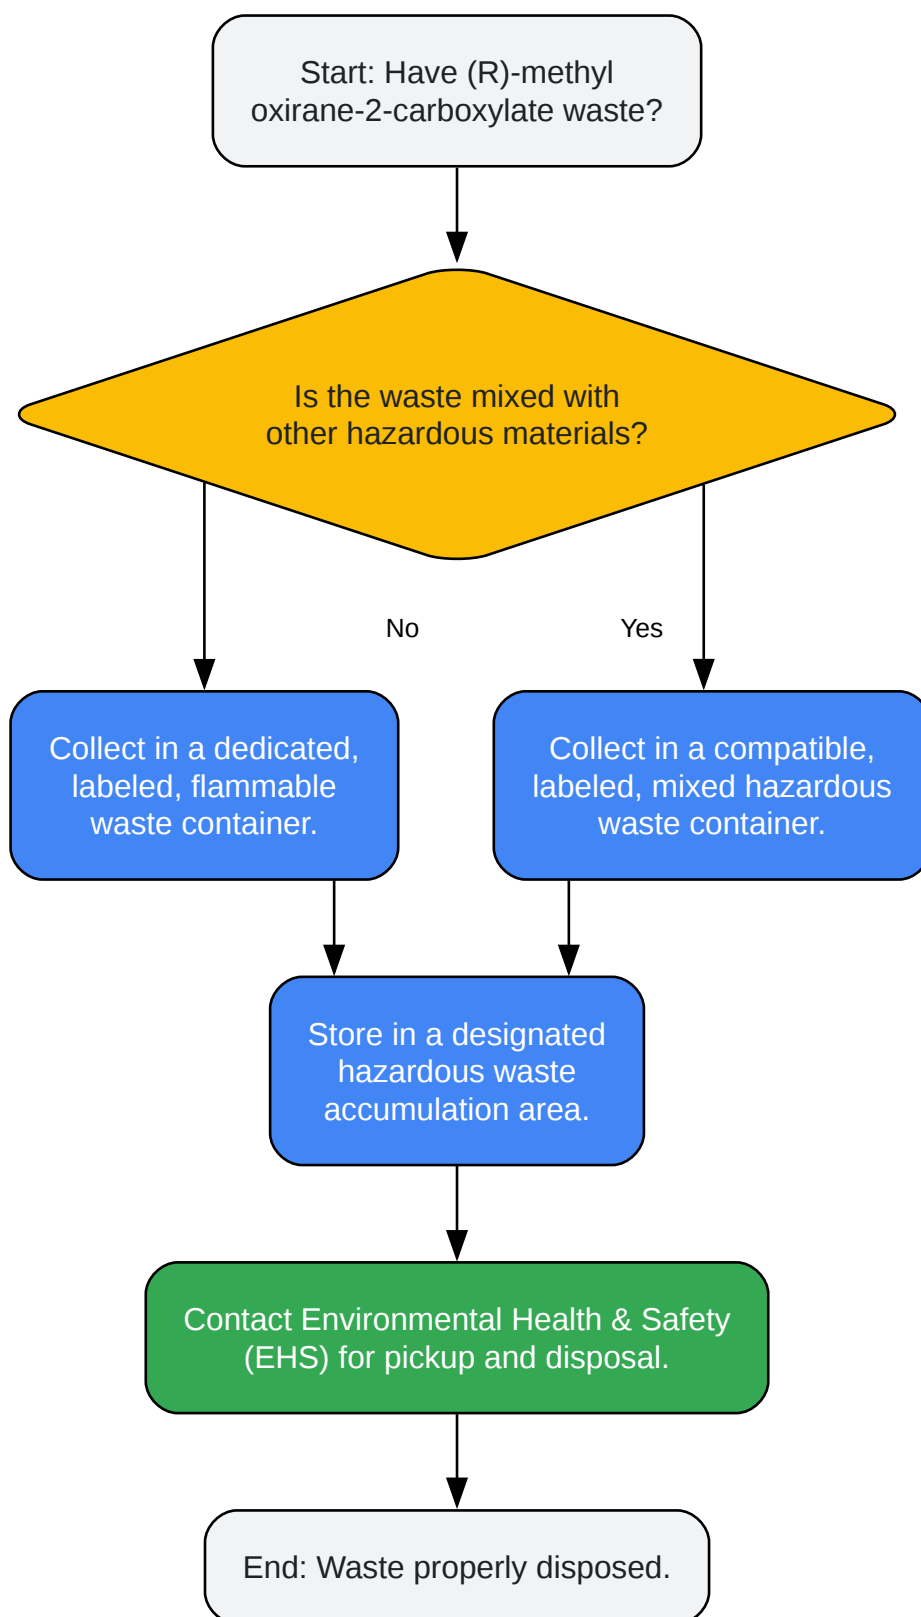 Start: Have (R)-methyl
oxirane-2-carboxylate waste?
Is the waste mixed with
other hazardous materials?
No
Yes
Collect in a dedicated,
labeled, flammable
waste container.
Collect in a compatible,
labeled, mixed hazardous
waste container.
Store in a designated
hazardous waste
accumulation area.
Contact Environmental Health & Safety
(EHS) for pickup and disposal.
End: Waste properly disposed.